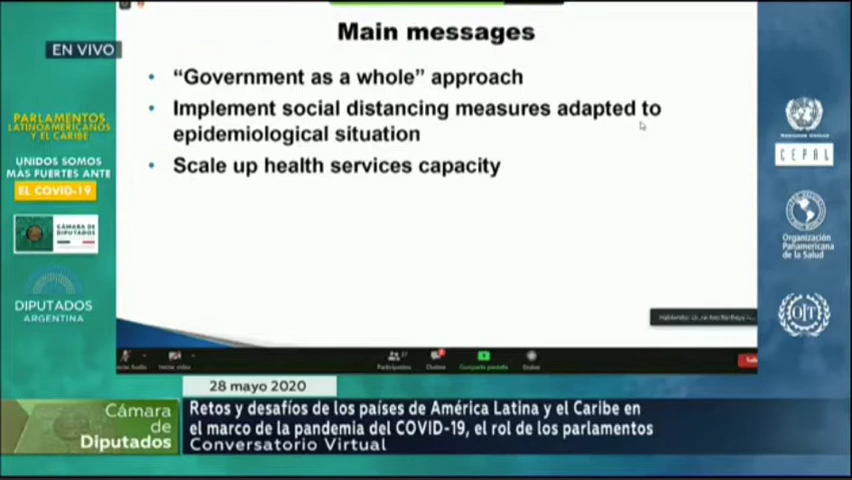 Main messages
EN VIVO
• “Government as a whole” approach
• Implement social distancing measures adapted to
epidemiological situation
• Scale up health services capacity
PARLAMENTOS
LATINOAMERICANOS
Y EL CARIBE
UNIDOS SOMOS
MÁS FUERTES ANTE
EL COVID-19
CÁMARA DE
DIPUTADOS
DIPUTADOS
ARGENTINA
CEPAL
Organización
Panamericana
de la Salud
OIT
Iniciar video
Participantes
Compartir pantalla
28 mayo 2020
Cámara
de
Diputados
Retos y desafíos de los países de América Latina y el Caribe en
el marco de la pandemia del COVID-19, el rol de los parlamentos
Conversatorio Virtual